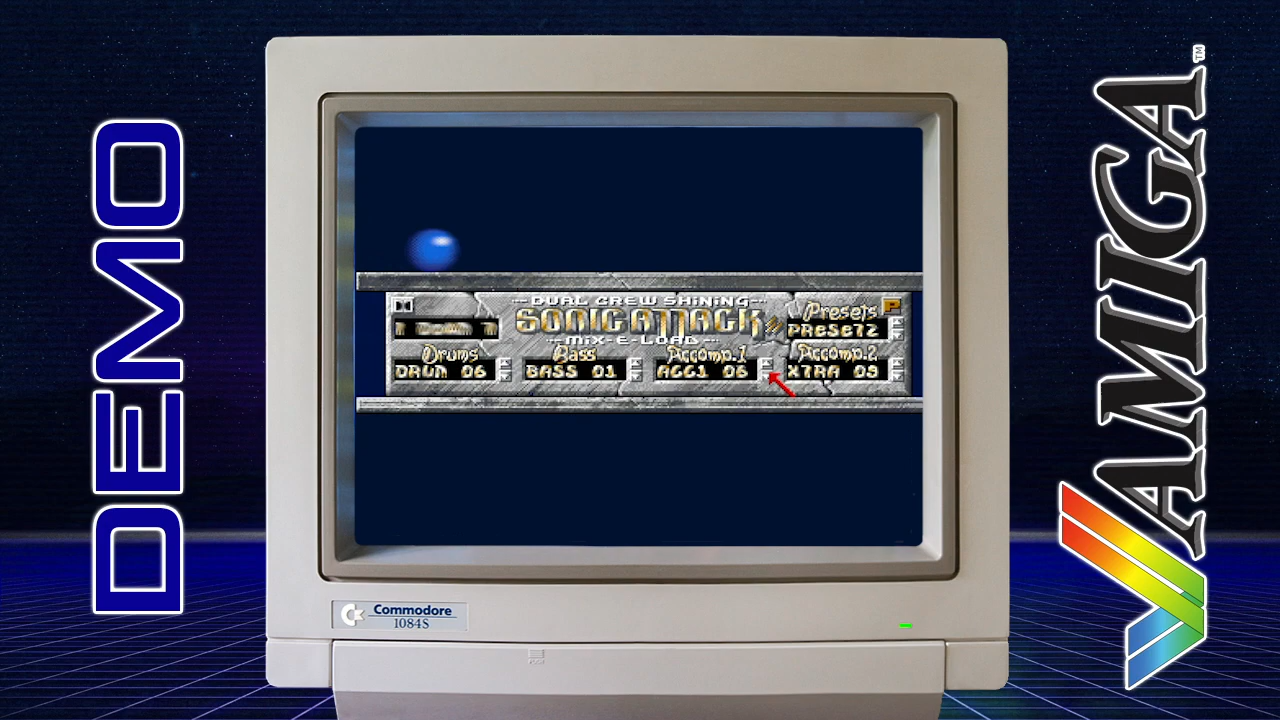 DEMO
DUAL CREW SHINING
SONIC ATTACK
MIX-E-LOAD
Presets
P
PRESET2
Drums
Bass
Accomp.1
Accomp.2
DRUM 06
BASS 01
ACC1 06
XTRA 09
Commodore
1084S
AMIGA
TM